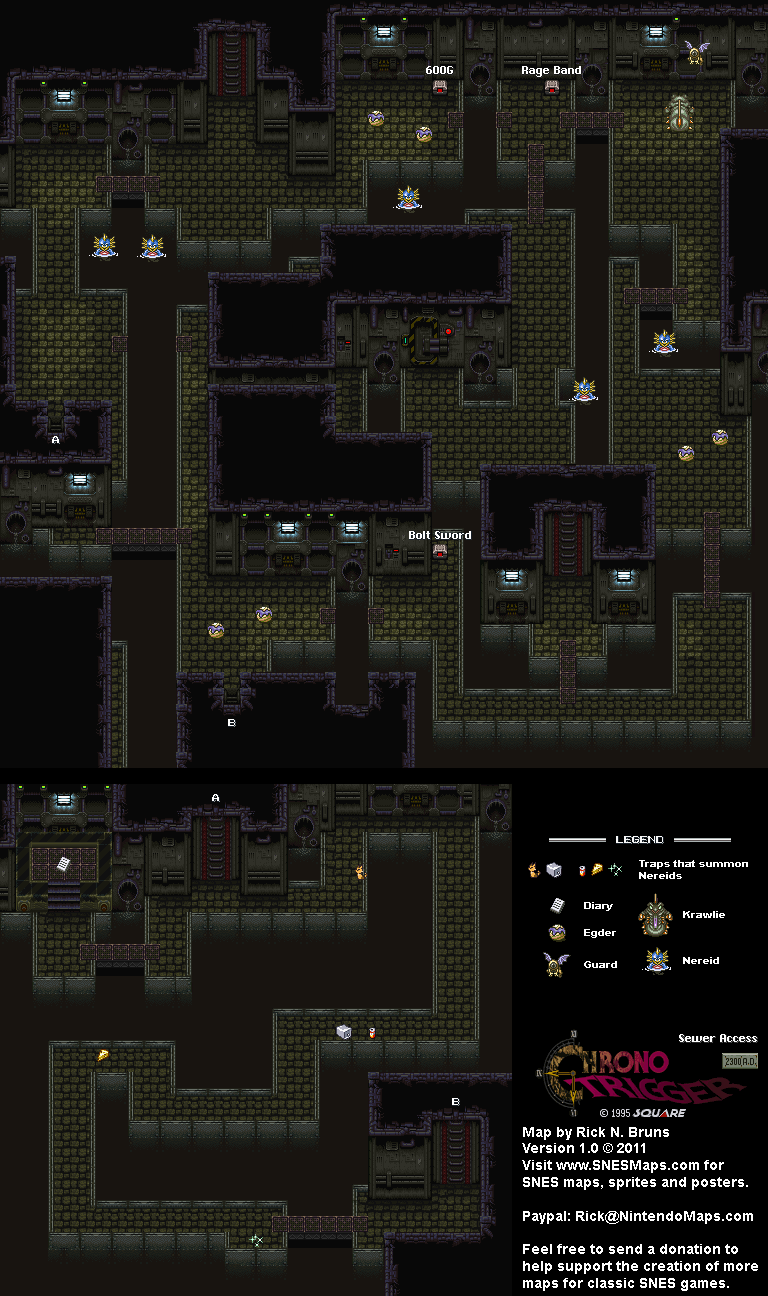 600G
Rage Band
A
Bolt Sword
B
A
LEGEND
Traps that summon
Nereids
Diary
Krawlie
Egder
Guard
Nereid
B
Sewer Access
2300 A.D.
CHRONO
TRIGGER
© 1995 SQUARE
Map by Rick N. Bruns
Version 1.0 © 2011
Visit www.SNESMaps.com for
SNES maps, sprites and posters.
Paypal: Rick@NintendoMaps.com
Feel free to send a donation to
help support the creation of more
maps for classic SNES games.